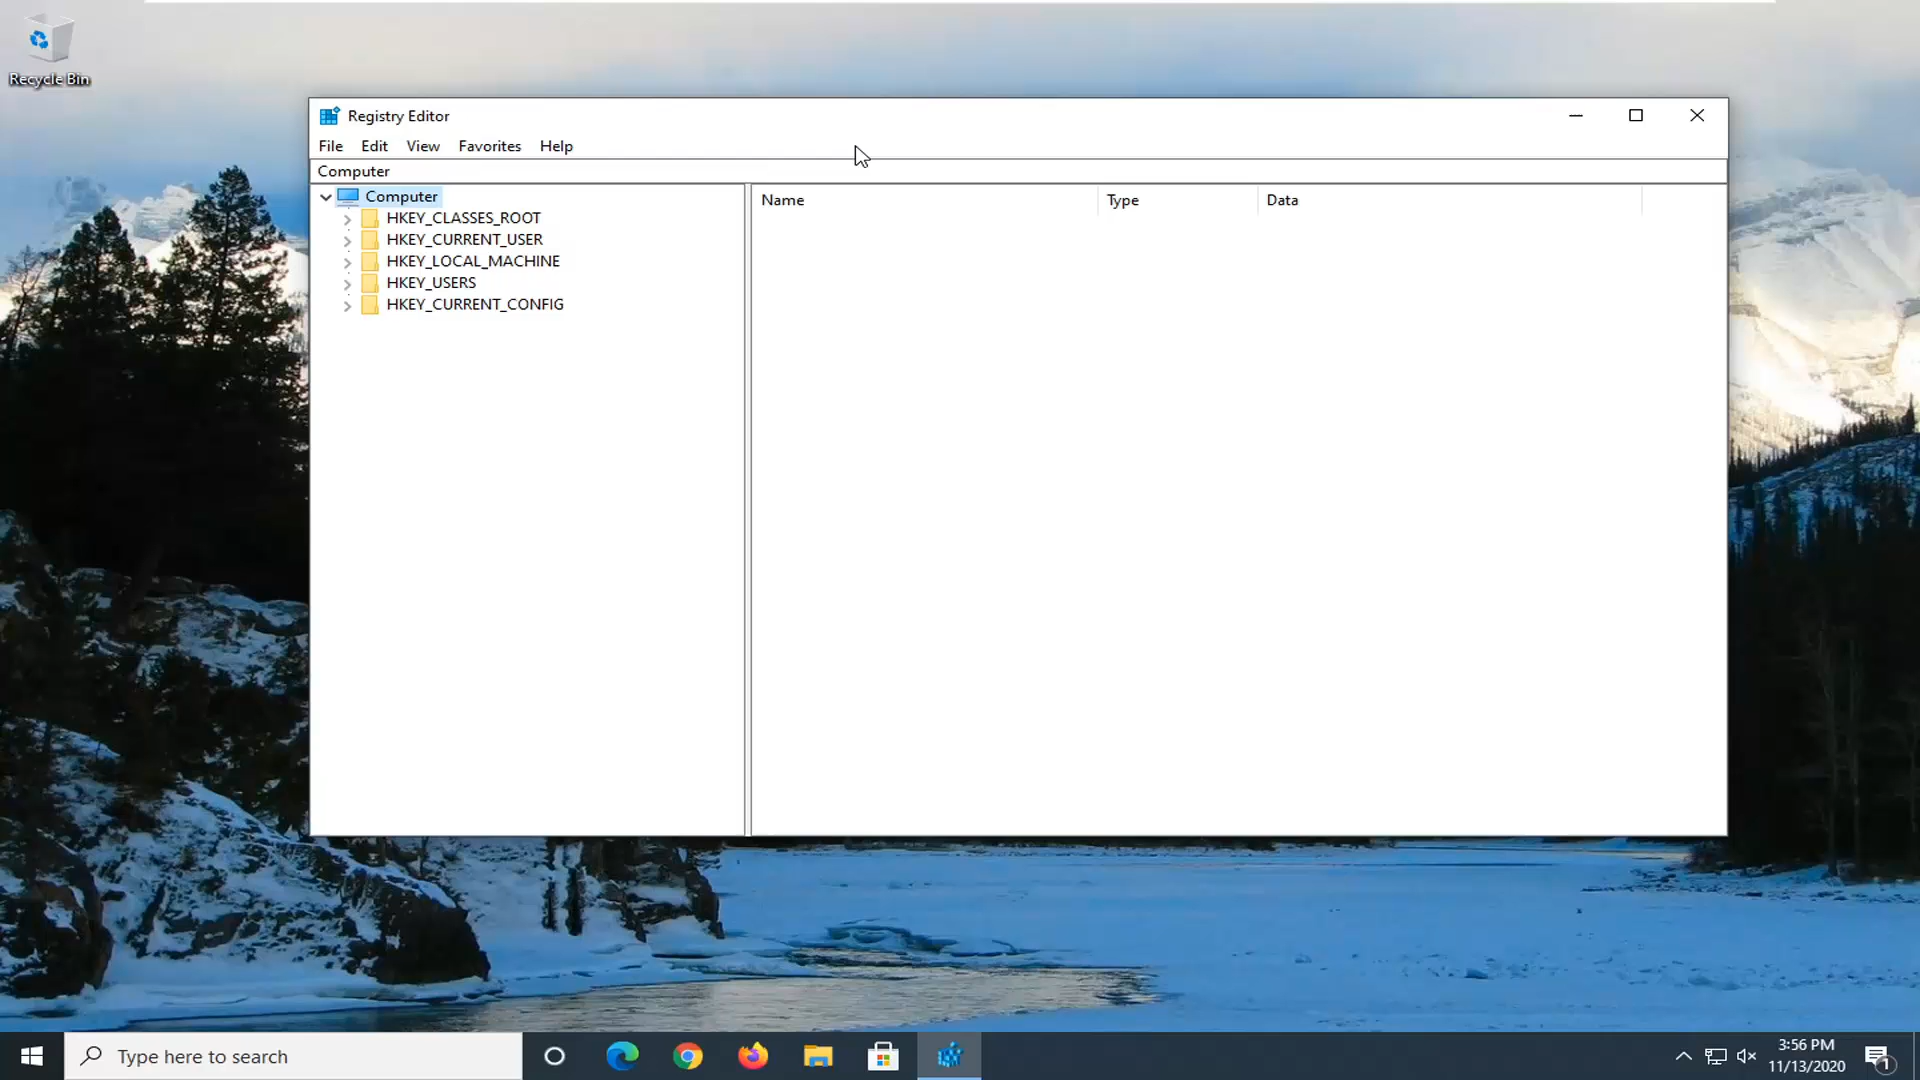 Recycle Bin
Registry Editor
File Edit View Favorites Help
Computer
Computer
HKEY_CLASSES_ROOT
HKEY_CURRENT_USER
HKEY_LOCAL_MACHINE
HKEY_USERS
HKEY_CURRENT_CONFIG
Name Type Data
Type here to search
3:56 PM
11/13/2020
1